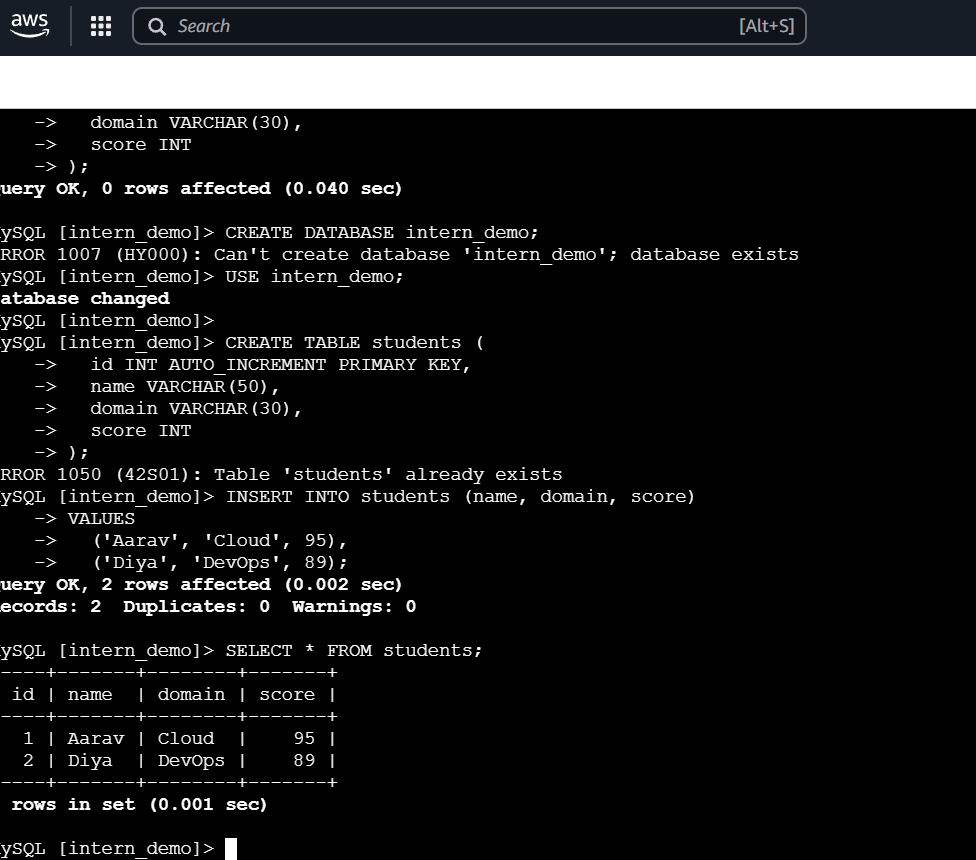 aws
Search [Alt+S]
-> domain VARCHAR(30),
-> score INT
-> );
uery OK, 0 rows affected (0.040 sec)
ySQL [intern_demo]> CREATE DATABASE intern_demo;
RROR 1007 (HY000): Can't create database 'intern_demo'; database exists
ySQL [intern_demo]> USE intern_demo;
atabase changed
ySQL [intern_demo]>
ySQL [intern_demo]> CREATE TABLE students (
-> id INT AUTO_INCREMENT PRIMARY KEY,
-> name VARCHAR(50),
-> domain VARCHAR(30),
-> score INT
-> );
RROR 1050 (42S01): Table 'students' already exists
ySQL [intern_demo]> INSERT INTO students (name, domain, score)
-> VALUES
-> ('Aarav', 'Cloud', 95),
-> ('Diya', 'DevOps', 89);
uery OK, 2 rows affected (0.002 sec)
ecords: 2  Duplicates: 0  Warnings: 0
ySQL [intern_demo]> SELECT * FROM students;
----+-------+--------+-------+
id | name  | domain | score |
----+-------+--------+-------+
1 | Aarav | Cloud  |    95 |
2 | Diya  | DevOps |    89 |
----+-------+--------+-------+
rows in set (0.001 sec)
ySQL [intern_demo]>